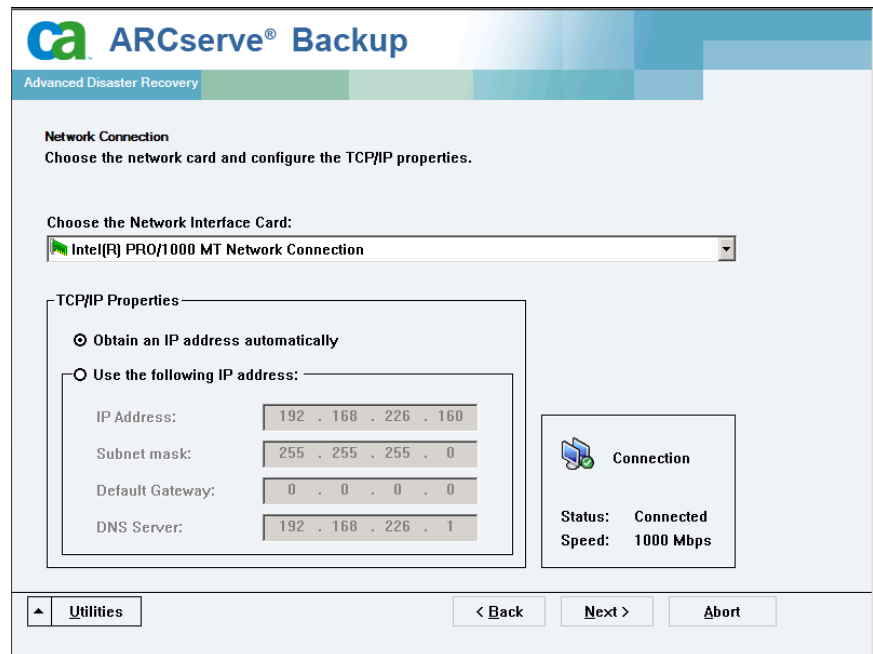 ca ARCserve® Backup
Advanced Disaster Recovery
Network Connection
Choose the network card and configure the TCP/IP properties.
Choose the Network Interface Card:
Intel(R) PRO/1000 MT Network Connection
TCP/IP Properties
Obtain an IP address automatically
Use the following IP address:
IP Address: 192 . 168 . 226 . 160
Subnet mask: 255 . 255 . 255 . 0
Default Gateway: 0 . 0 . 0 . 0
DNS Server: 192 . 168 . 226 . 1
Connection
Status: Connected
Speed: 1000 Mbps
Utilities
< Back
Next >
Abort